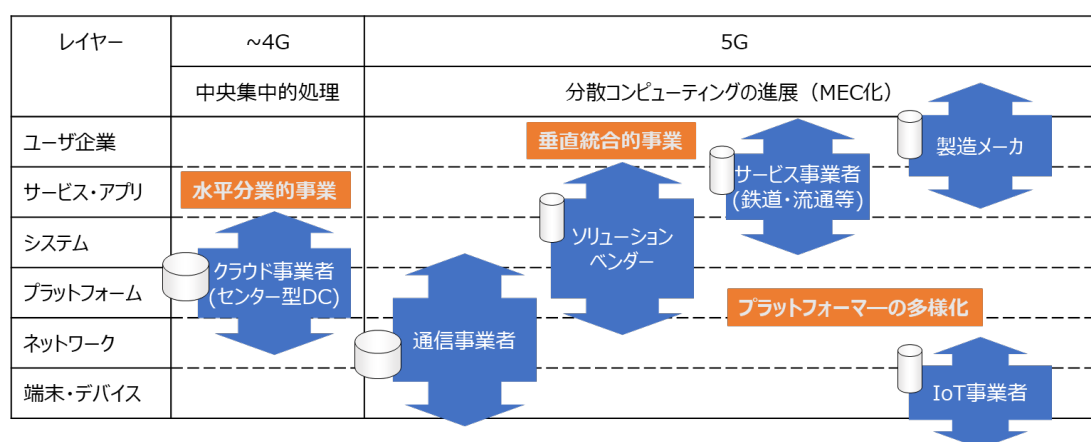 レイヤー
~4G
5G
中央集中的処理
分散コンピューティングの進展（MEC化）
ユーザ企業
垂直統合的事業
製造メーカ
サービス・アプリ
水平分業的事業
サービス事業者
(鉄道・流通等)
システム
ソリューション
ベンダー
クラウド事業者
(センター型DC)
プラットフォーム
プラットフォーマ―の多様化
ネットワーク
通信事業者
端末・デバイス
IoT事業者